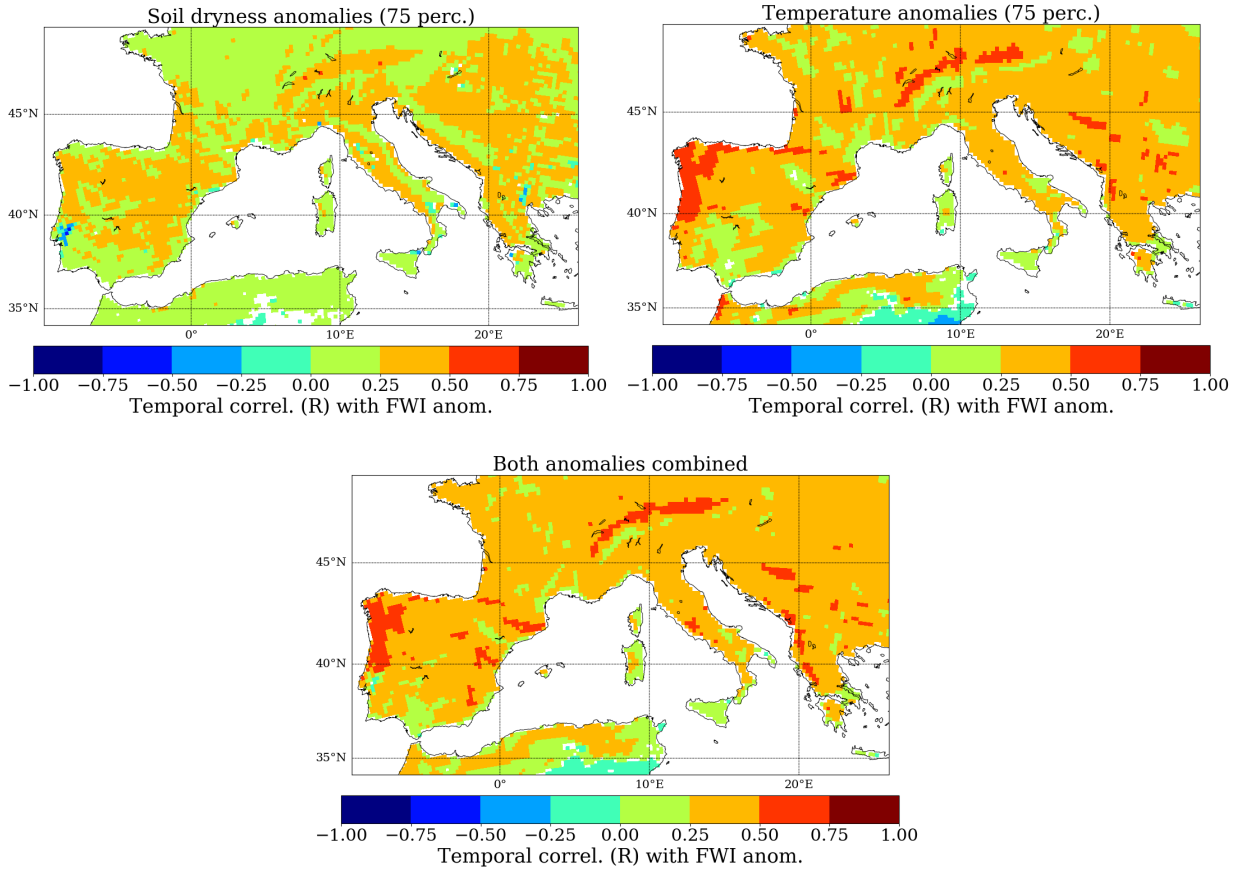 Soil dryness anomalies (75 perc.)
45°N
40°N
35°N
0°
10°E
20°E
−1.00 −0.75 −0.50 −0.25 0.00 0.25 0.50 0.75 1.00
Temporal correl. (R) with FWI anom.
Temperature anomalies (75 perc.)
45°N
40°N
35°N
0°
10°E
20°E
−1.00 −0.75 −0.50 −0.25 0.00 0.25 0.50 0.75 1.00
Temporal correl. (R) with FWI anom.
Both anomalies combined
45°N
40°N
35°N
0°
10°E
20°E
−1.00 −0.75 −0.50 −0.25 0.00 0.25 0.50 0.75 1.00
Temporal correl. (R) with FWI anom.